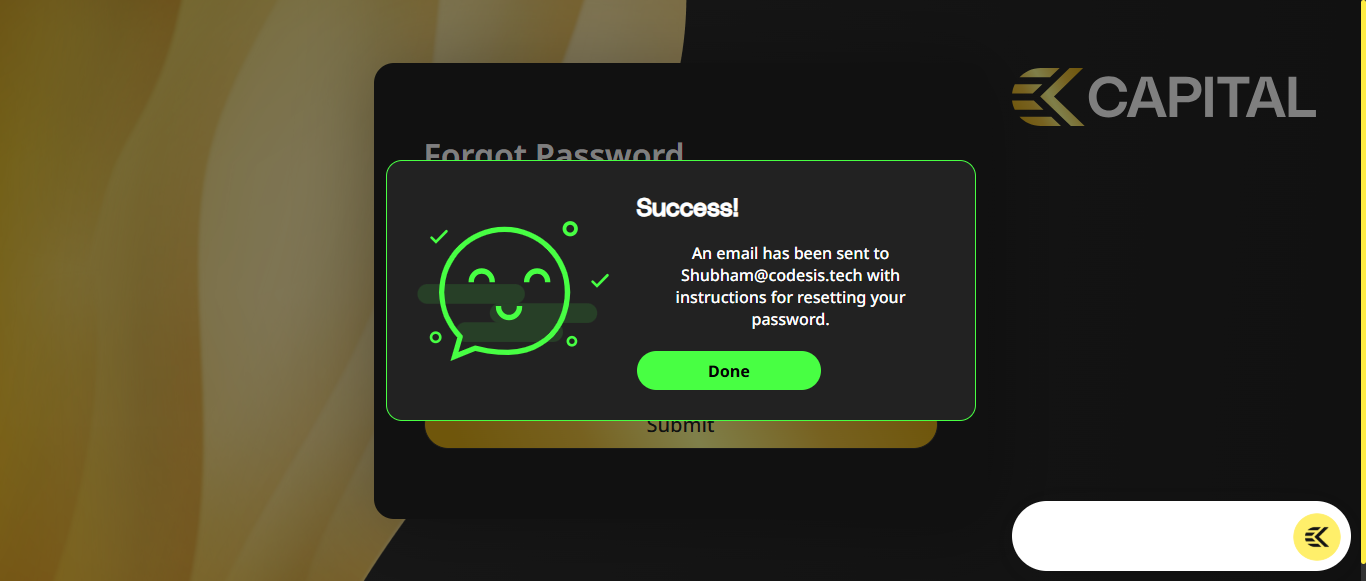 CAPITAL
Forgot Password
Success!
An email has been sent to
Shubham@codesis.tech with
instructions for resetting your
password.
Done
Submit